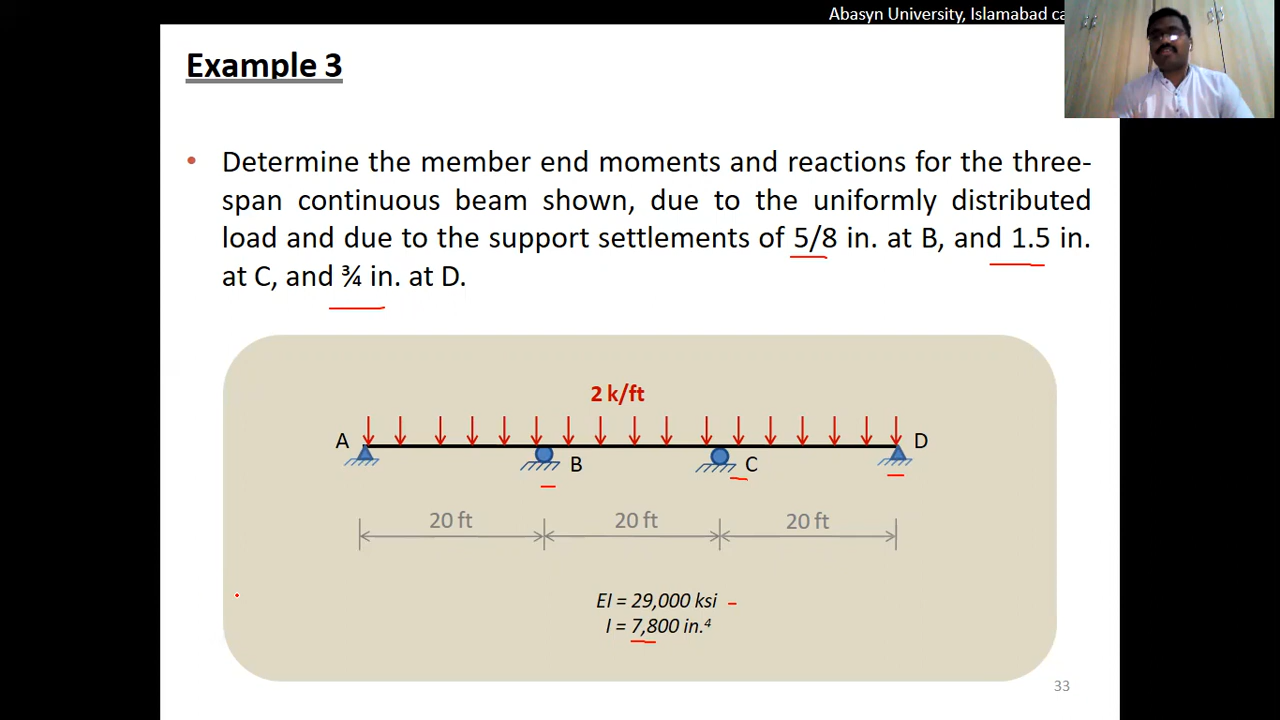 Abasyn University, Islamabad ca
Example 3
• Determine the member end moments and reactions for the three-
span continuous beam shown, due to the uniformly distributed
load and due to the support settlements of 5/8 in. at B, and 1.5 in.
at C, and ¾ in. at D.
2 k/ft
A
D
B
C
20 ft
20 ft
20 ft
EI = 29,000 ksi
I = 7,800 in.⁴
33